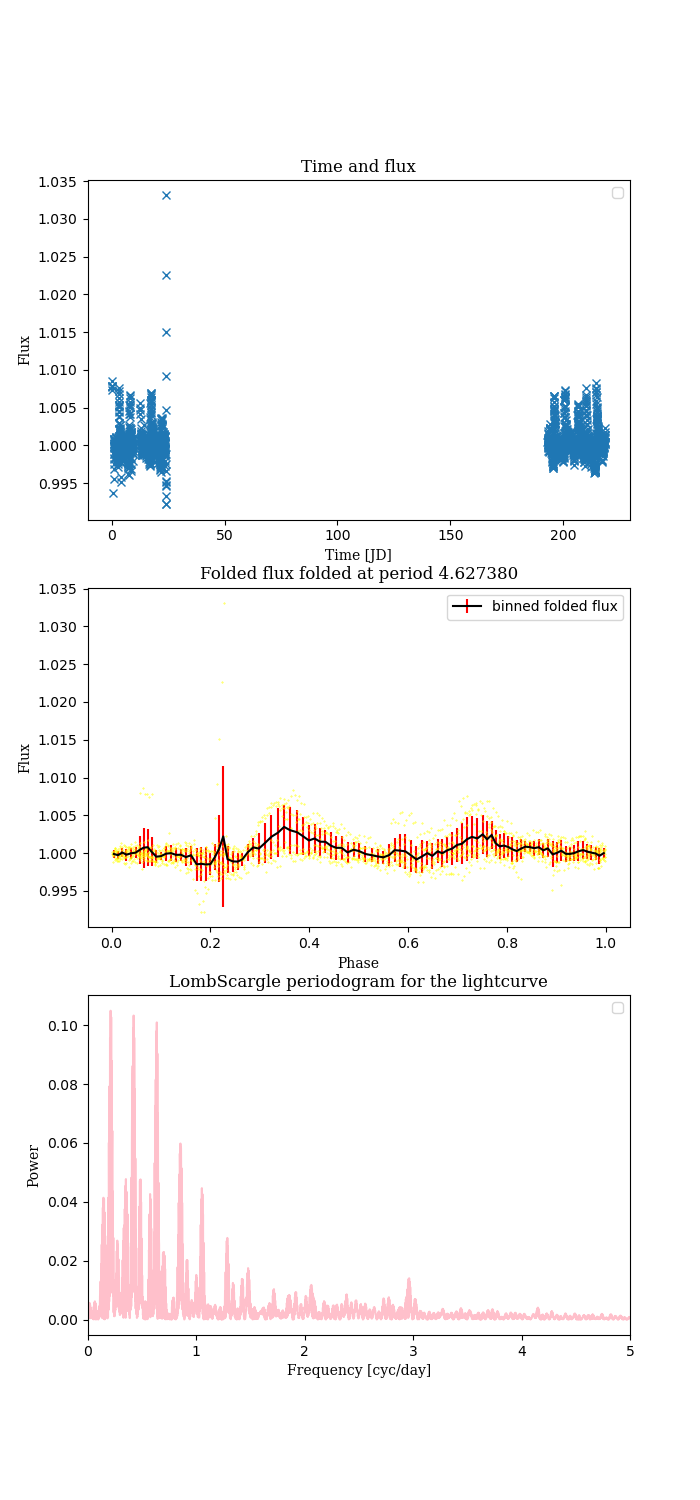 Time and flux
1.035
1.030
1.025
1.020
1.015
1.010
1.005
1.000
0.995
Flux
0 50 100 150 200
Time [JD]
Folded flux folded at period 4.627380
binned folded flux
1.035
1.030
1.025
1.020
1.015
1.010
1.005
1.000
0.995
Flux
0.0 0.2 0.4 0.6 0.8 1.0
Phase
LombScargle periodogram for the lightcurve
0.10
0.08
0.06
0.04
0.02
0.00
Power
0 1 2 3 4 5
Frequency [cyc/day]